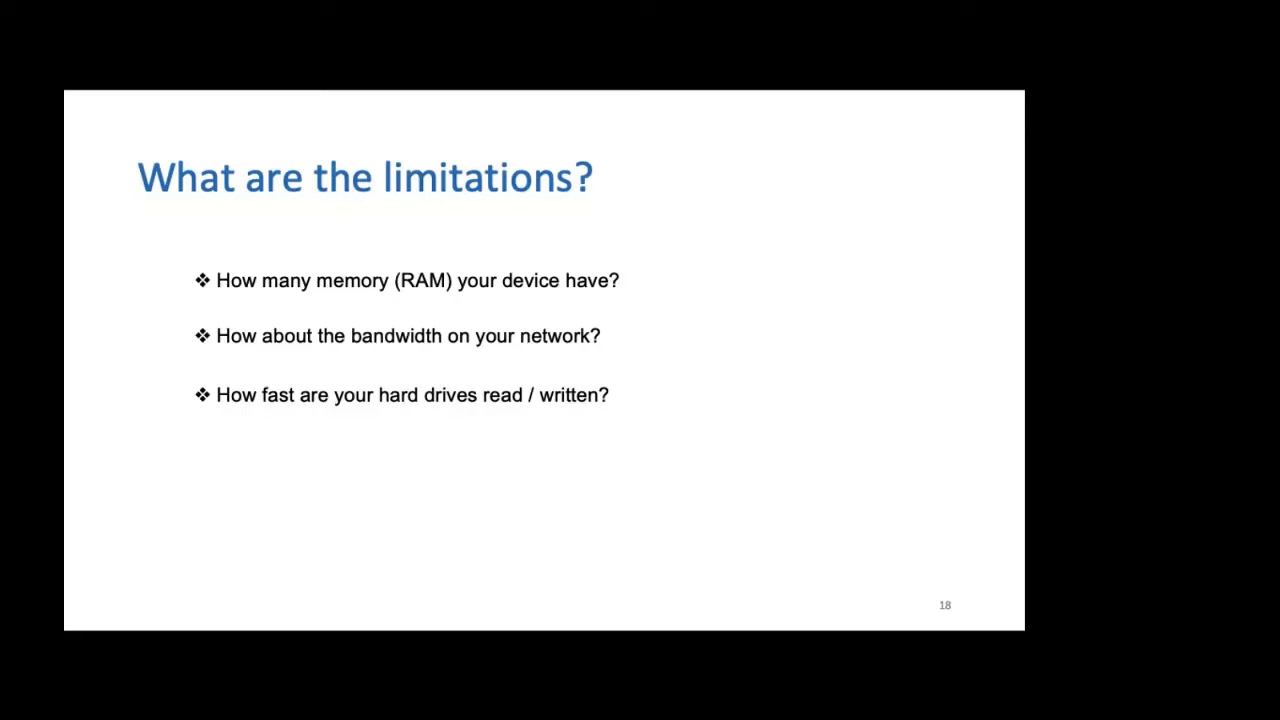 What are the limitations?
❖ How many memory (RAM) your device have?
❖ How about the bandwidth on your network?
❖ How fast are your hard drives read / written?
18